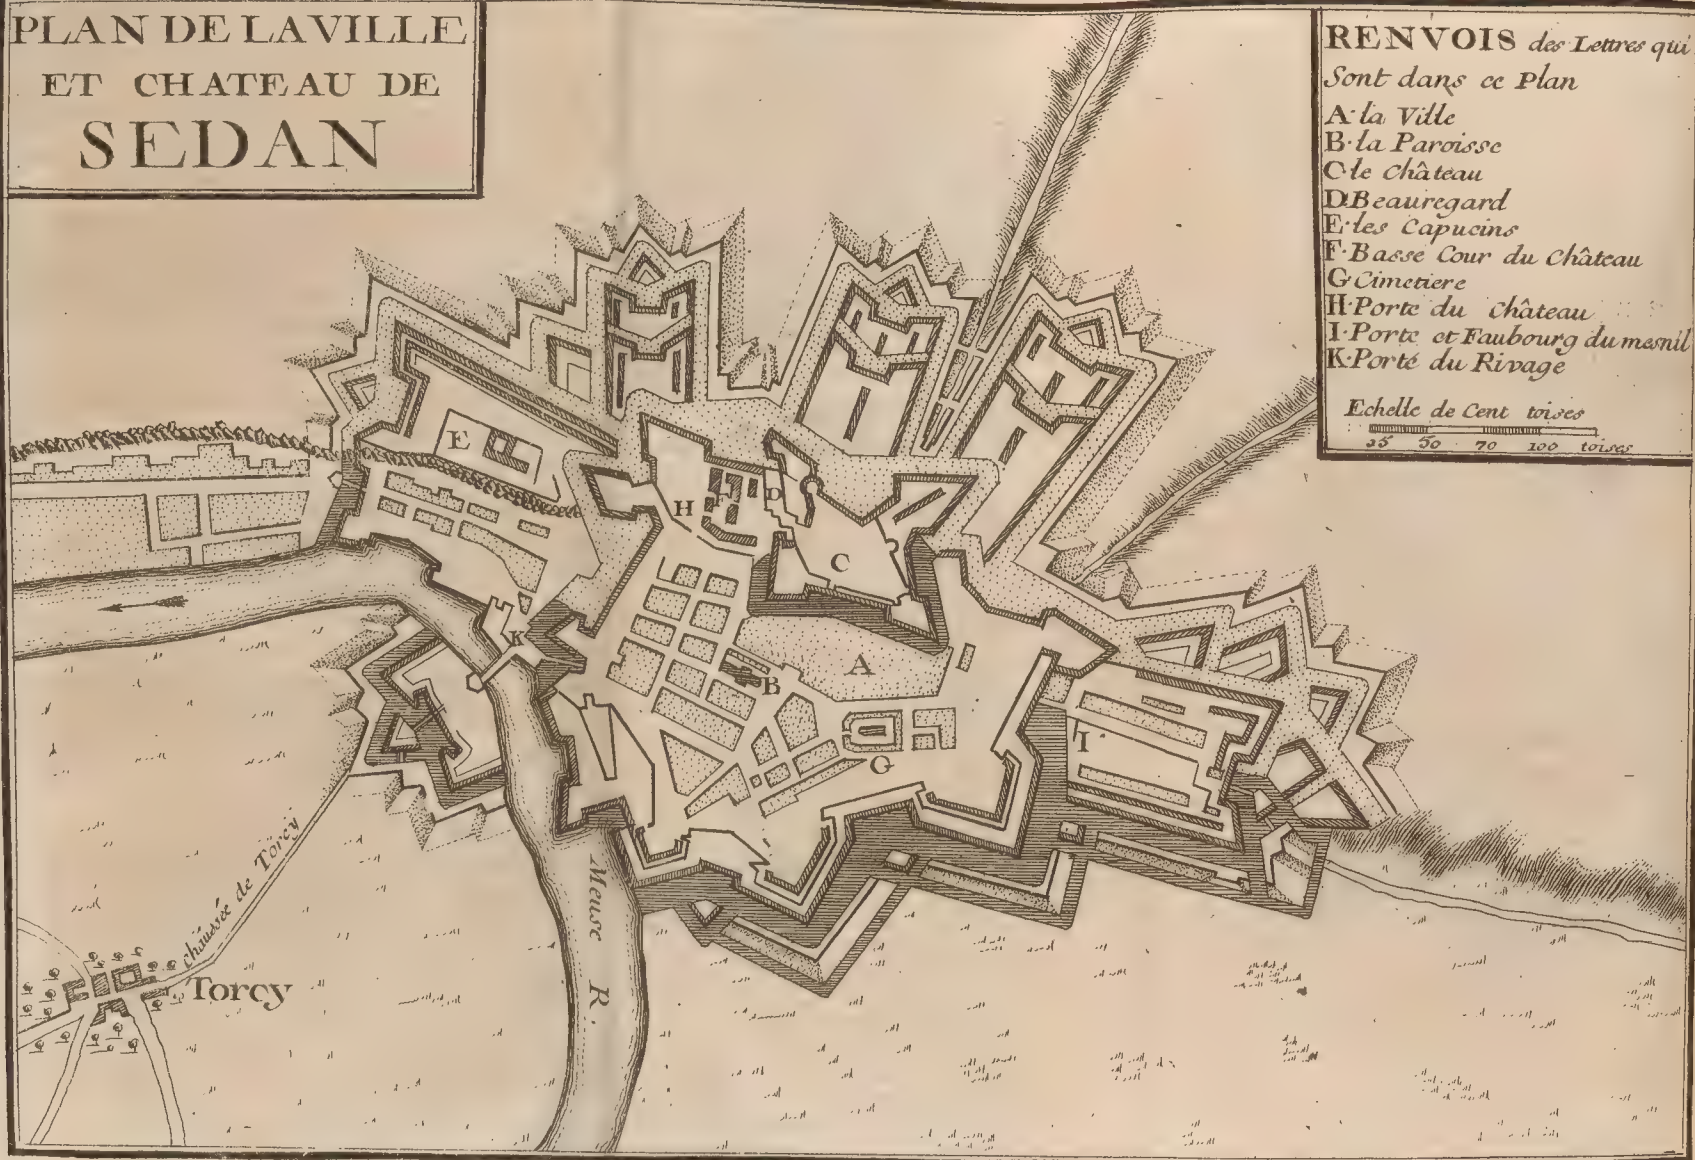 PLAN DE LA VILLE
ET CHATEAU DE
SEDAN
RENVOIS des Lettres qui
Sont dans ce Plan
A. la Ville
B. la Paroisse
C. le Château
D. Beauregard
E. les Capucins
F. Basse Cour du Château
G Cimetiere
H. Porte du Château
I. Porte et Faubourg du mesnil
K. Porte du Rivage
Echelle de Cent toises
25 50 70 100 toises
E
H
F
D
C
K
A
B
I
G
Meuse R.
chaussée de Torcy
Torcy